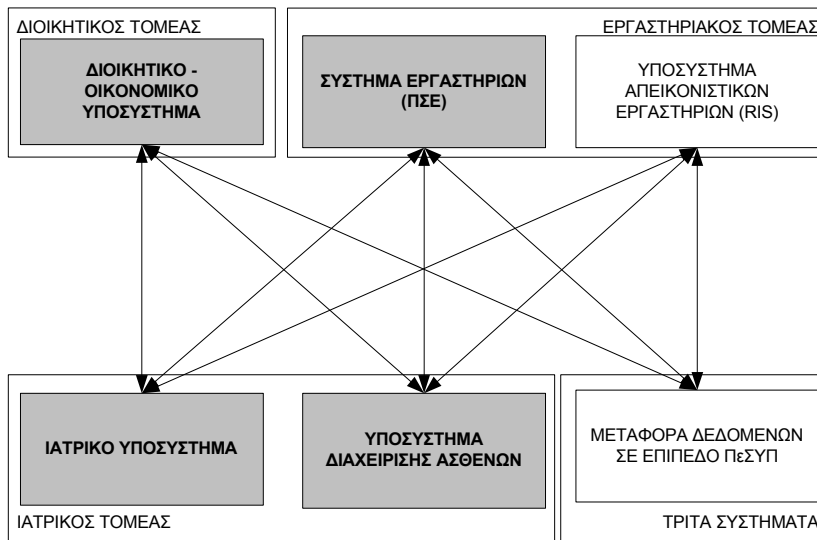 ΔΙΟΙΚΗΤΙΚΟΣ ΤΟΜΕΑΣ
ΔΙΟΙΚΗΤΙΚΟ -
ΟΙΚΟΝΟΜΙΚΟ
ΥΠΟΣΥΣΤΗΜΑ
ΕΡΓΑΣΤΗΡΙΑΚΟΣ ΤΟΜΕΑΣ
ΣΥΣΤΗΜΑ ΕΡΓΑΣΤΗΡΙΩΝ
(ΠΣΕ)
ΥΠΟΣΥΣΤΗΜΑ
ΑΠΕΙΚΟΝΙΣΤΙΚΩΝ
ΕΡΓΑΣΤΗΡΙΩΝ (RIS)
ΙΑΤΡΙΚΟ ΥΠΟΣΥΣΤΗΜΑ
ΥΠΟΣΥΣΤΗΜΑ
ΔΙΑΧΕΙΡΙΣΗΣ ΑΣΘΕΝΩΝ
ΙΑΤΡΙΚΟΣ ΤΟΜΕΑΣ
ΜΕΤΑΦΟΡΑ ΔΕΔΟΜΕΝΩΝ
ΣΕ ΕΠΙΠΕΔΟ ΠεΣΥΠ
ΤΡΙΤΑ ΣΥΣΤΗΜΑΤΑ